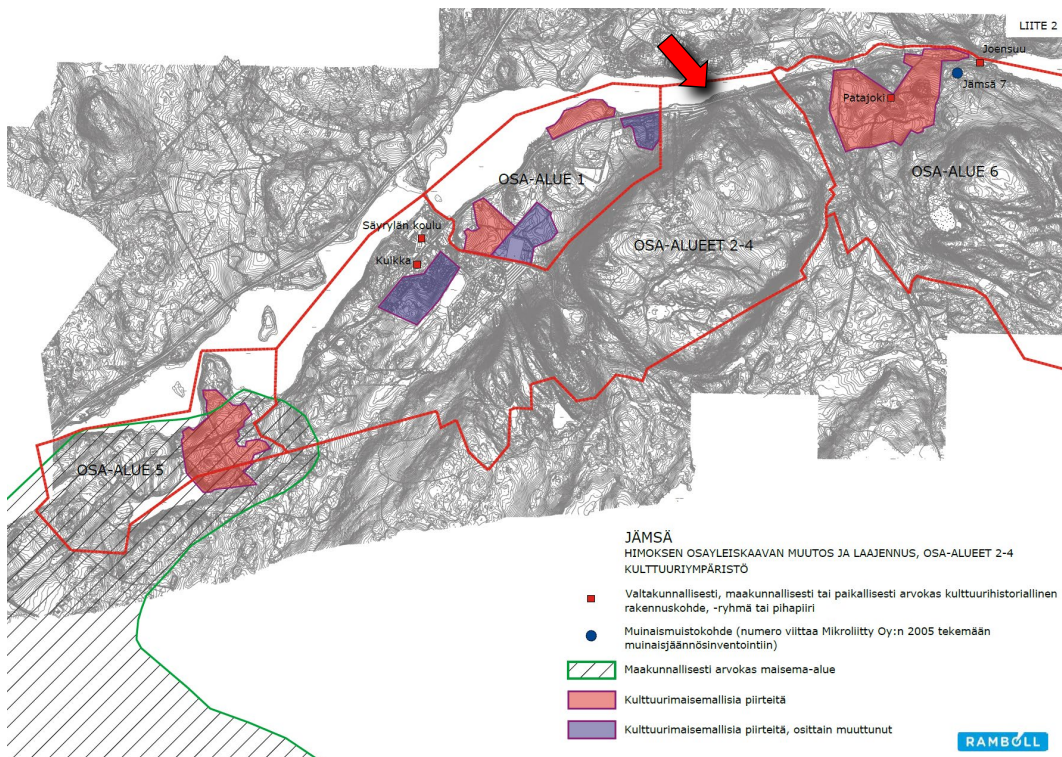 LIITE 2
Joensuu
Jämsä 7
Patajoki
OSA-ALUE 1
OSA-ALUE 6
Säyrylän koulu
OSA-ALUEET 2-4
Kulkka
OSA-ALUE 5
JÄMSÄ
HIMOKSEN OSAYLEISKAAVAN MUUTOS JA LAAJENNUS, OSA-ALUEET 2-4
KULTTUURIYMPÄRISTÖ
Valtakunnallisesti, maakunnallisesti tai paikallisesti arvokas kulttuurihistoriallinen
rakennuskohde, -ryhmä tai pihapiiri
Muinaismuistokohde (numero viittaa Mikroliitty Oy:n 2005 tekemään
muinaisjäännösinventointiin)
Maakunnallisesti arvokas maisema-alue
Kulttuurimaisemallisia piirteitä
Kulttuurimaisemallisia piirteitä, osittain muuttunut
RAMBOLL